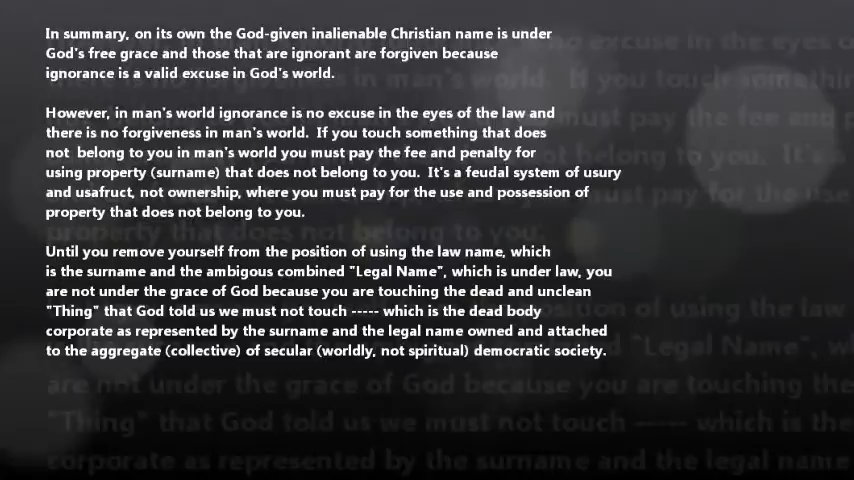 In summary, on its own the God-given inalienable Christian name is under
God's free grace and those that are ignorant are forgiven because
ignorance is a valid excuse in God's world.
However, in man's world ignorance is no excuse in the eyes of the law and
there is no forgiveness in man's world.  If you touch something that does
not  belong to you in man's world you must pay the fee and penalty for
using property (surname) that does not belong to you.  It's a feudal system of usury
and usafruct, not ownership, where you must pay for the use and possession of
property that does not belong to you.
Until you remove yourself from the position of using the law name, which
is the surname and the ambigous combined "Legal Name", which is under law, you
are not under the grace of God because you are touching the dead and unclean
"Thing" that God told us we must not touch ----- which is the dead body
corporate as represented by the surname and the legal name owned and attached
to the aggregate (collective) of secular (worldly, not spiritual) democratic society.